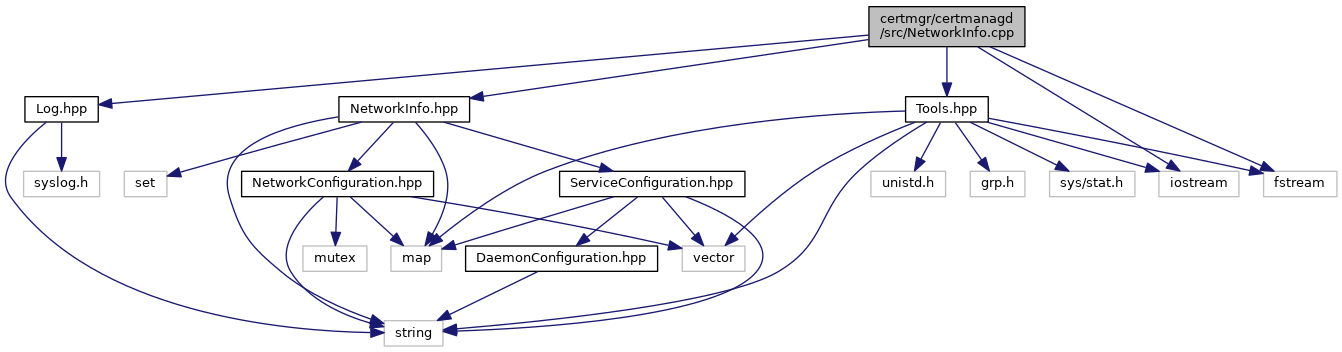 certmgr/certmanagd
/src/NetworkInfo.cpp
Log.hpp
NetworkInfo.hpp
Tools.hpp
syslog.h
set
NetworkConfiguration.hpp
ServiceConfiguration.hpp
unistd.h
grp.h
sys/stat.h
iostream
fstream
mutex
map
DaemonConfiguration.hpp
vector
string